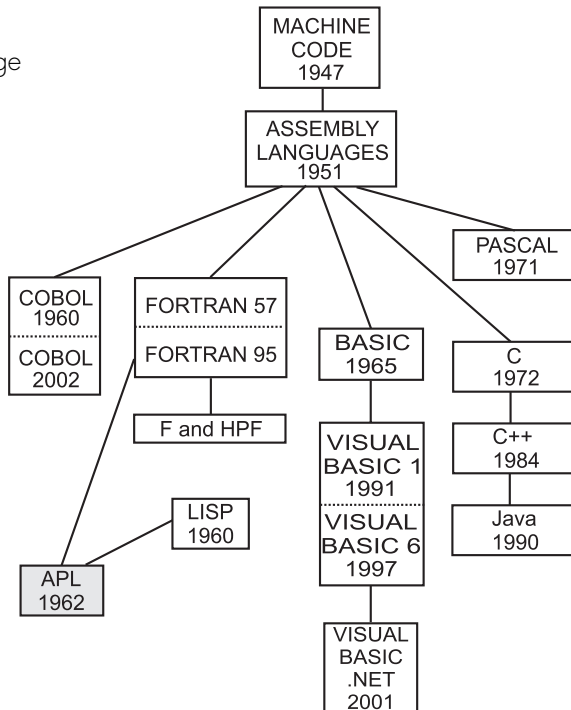 MACHINE
CODE
1947
ASSEMBLY
LANGUAGES
1951
PASCAL
1971
COBOL
1960
COBOL
2002
FORTRAN 57
FORTRAN 95
BASIC
1965
C
1972
F and HPF
VISUAL
BASIC 1
1991
VISUAL
BASIC 6
1997
C++
1984
LISP
1960
Java
1990
APL
1962
VISUAL
BASIC
.NET
2001